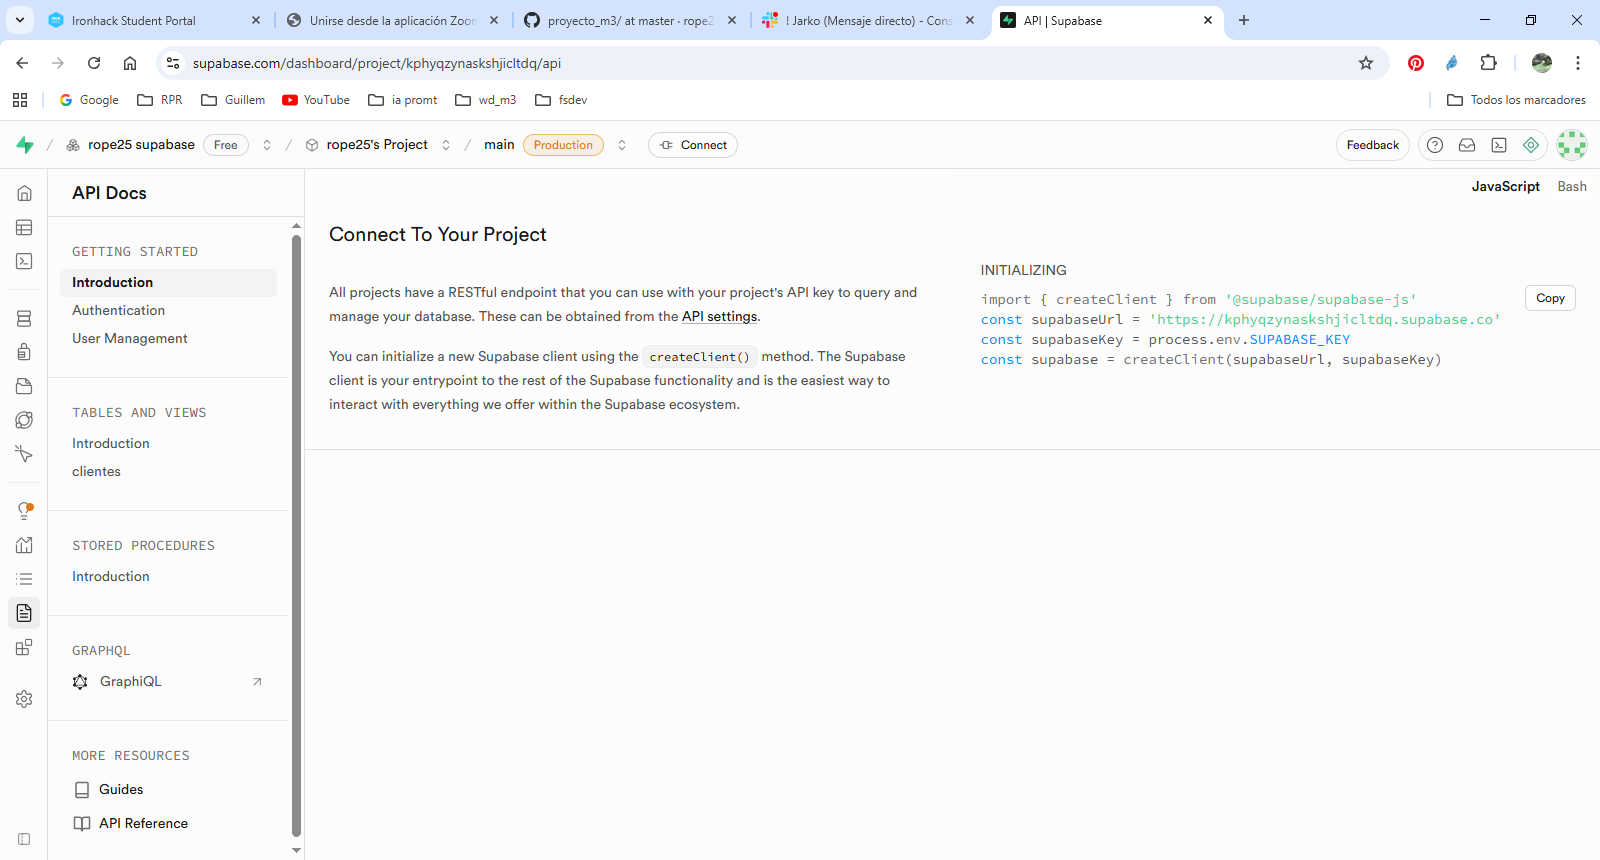 Ironhack Student Portal
Unirse desde la aplicación Zoom
proyecto_m3/ at master · rope2
! Jarko (Mensaje directo) - Cons
API | Supabase
supabase.com/dashboard/project/kphyqzynaskshjicltdq/api
Google
RPR
Guillem
YouTube
ia promt
wd_m3
fsdev
Todos los marcadores
/ rope25 supabase Free / rope25's Project / main Production Connect
Feedback
API Docs
JavaScript Bash
GETTING STARTED
Introduction
Authentication
User Management
TABLES AND VIEWS
Introduction
clientes
STORED PROCEDURES
Introduction
GRAPHQL
GraphiQL
MORE RESOURCES
Guides
API Reference
Connect To Your Project
All projects have a RESTful endpoint that you can use with your project's API key to query and
manage your database. These can be obtained from the API settings.
You can initialize a new Supabase client using the createClient() method. The Supabase
client is your entrypoint to the rest of the Supabase functionality and is the easiest way to
interact with everything we offer within the Supabase ecosystem.
INITIALIZING
Copy
import { createClient } from '@supabase/supabase-js'
const supabaseUrl = 'https://kphyqzynaskshjicltdq.supabase.co'
const supabaseKey = process.env.SUPABASE_KEY
const supabase = createClient(supabaseUrl, supabaseKey)